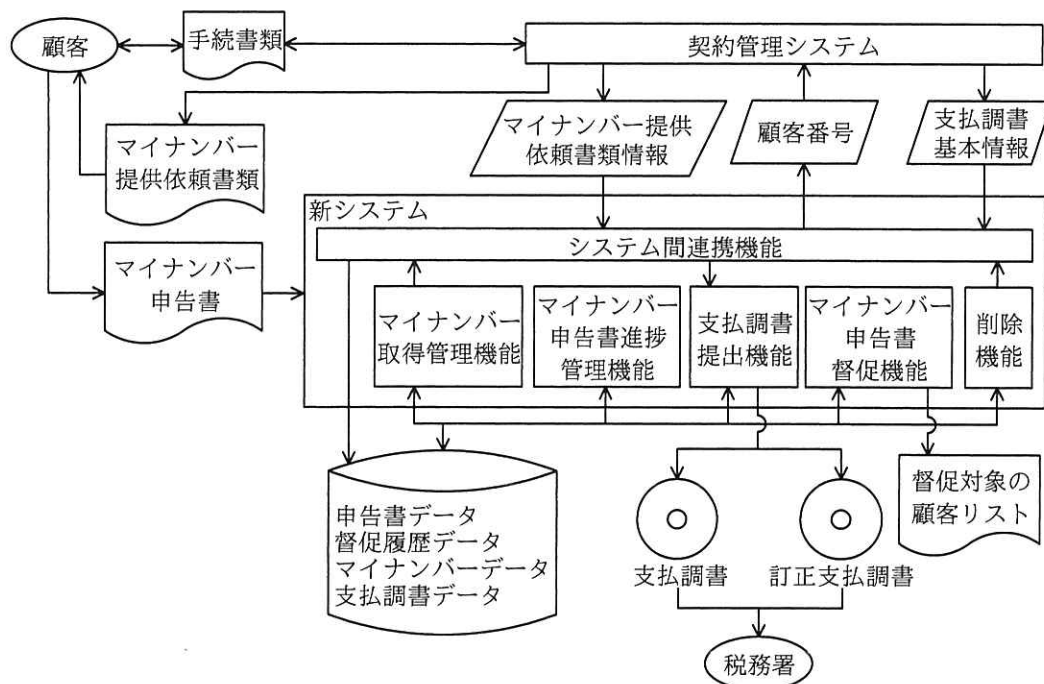 顧客
手続書類
契約管理システム
マイナンバー
提供依頼書類
マイナンバー提供
依頼書類情報
顧客番号
支払調書
基本情報
新システム
システム間連携機能
マイナンバー
申告書
マイナンバー
取得管理機能
マイナンバー
申告書進捗
管理機能
支払調書
提出機能
マイナンバー
申告書
督促機能
削除
機能
申告書データ
督促履歴データ
マイナンバーデータ
支払調書データ
支払調書
訂正支払調書
督促対象の
顧客リスト
税務署